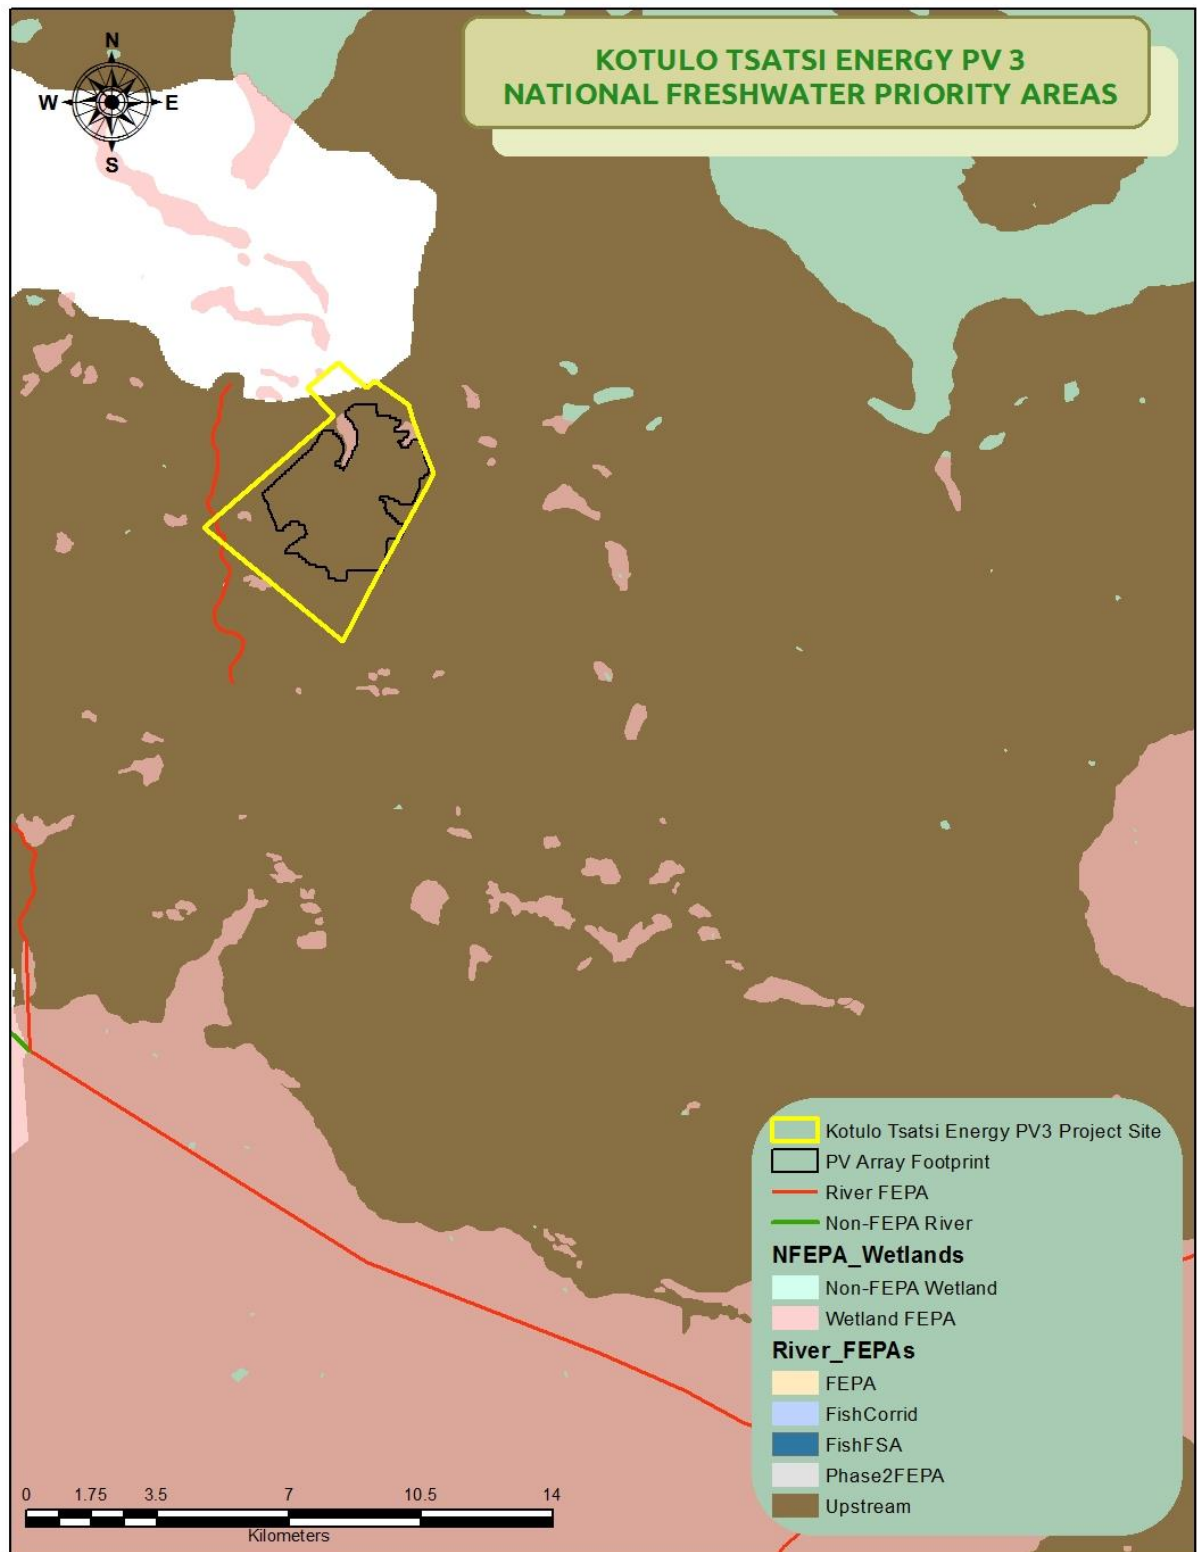 KOTULO TSATSI ENERGY PV 3
NATIONAL FRESHWATER PRIORITY AREAS
N
W E
S
Kotulo Tsatsi Energy PV3 Project Site
PV Array Footprint
River FEPA
Non-FEPA River
NFEPA_Wetlands
Non-FEPA Wetland
Wetland FEPA
River_FEPAs
FEPA
FishCorrid
FishFSA
Phase2FEPA
Upstream
0 1.75 3.5 7 10.5 14
Kilometers